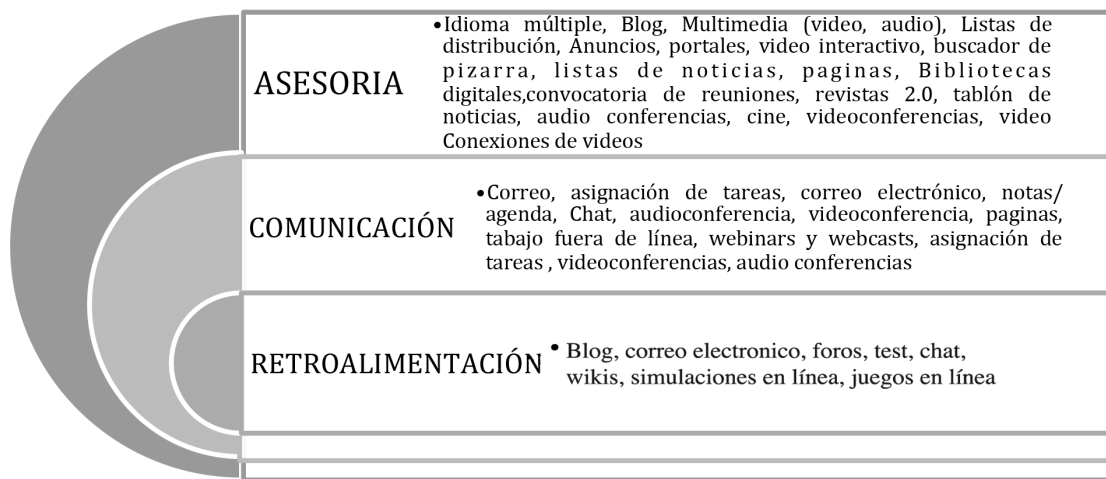 ASESORIA
•Idioma múltiple, Blog, Multimedia (video, audio), Listas de
distribución, Anuncios, portales, video interactivo, buscador de
pizarra, listas de noticias, paginas, Bibliotecas
digitales,convocatoria de reuniones, revistas 2.0, tablón de
noticias, audio conferencias, cine, videoconferencias, video
Conexiones de videos
COMUNICACIÓN
•Correo, asignación de tareas, correo electrónico, notas/
agenda, Chat, audioconferencia, videoconferencia, paginas,
tabajo fuera de línea, webinars y webcasts, asignación de
tareas , videoconferencias, audio conferencias
RETROALIMENTACIÓN
• Blog, correo electronico, foros, test, chat,
wikis, simulaciones en línea, juegos en línea